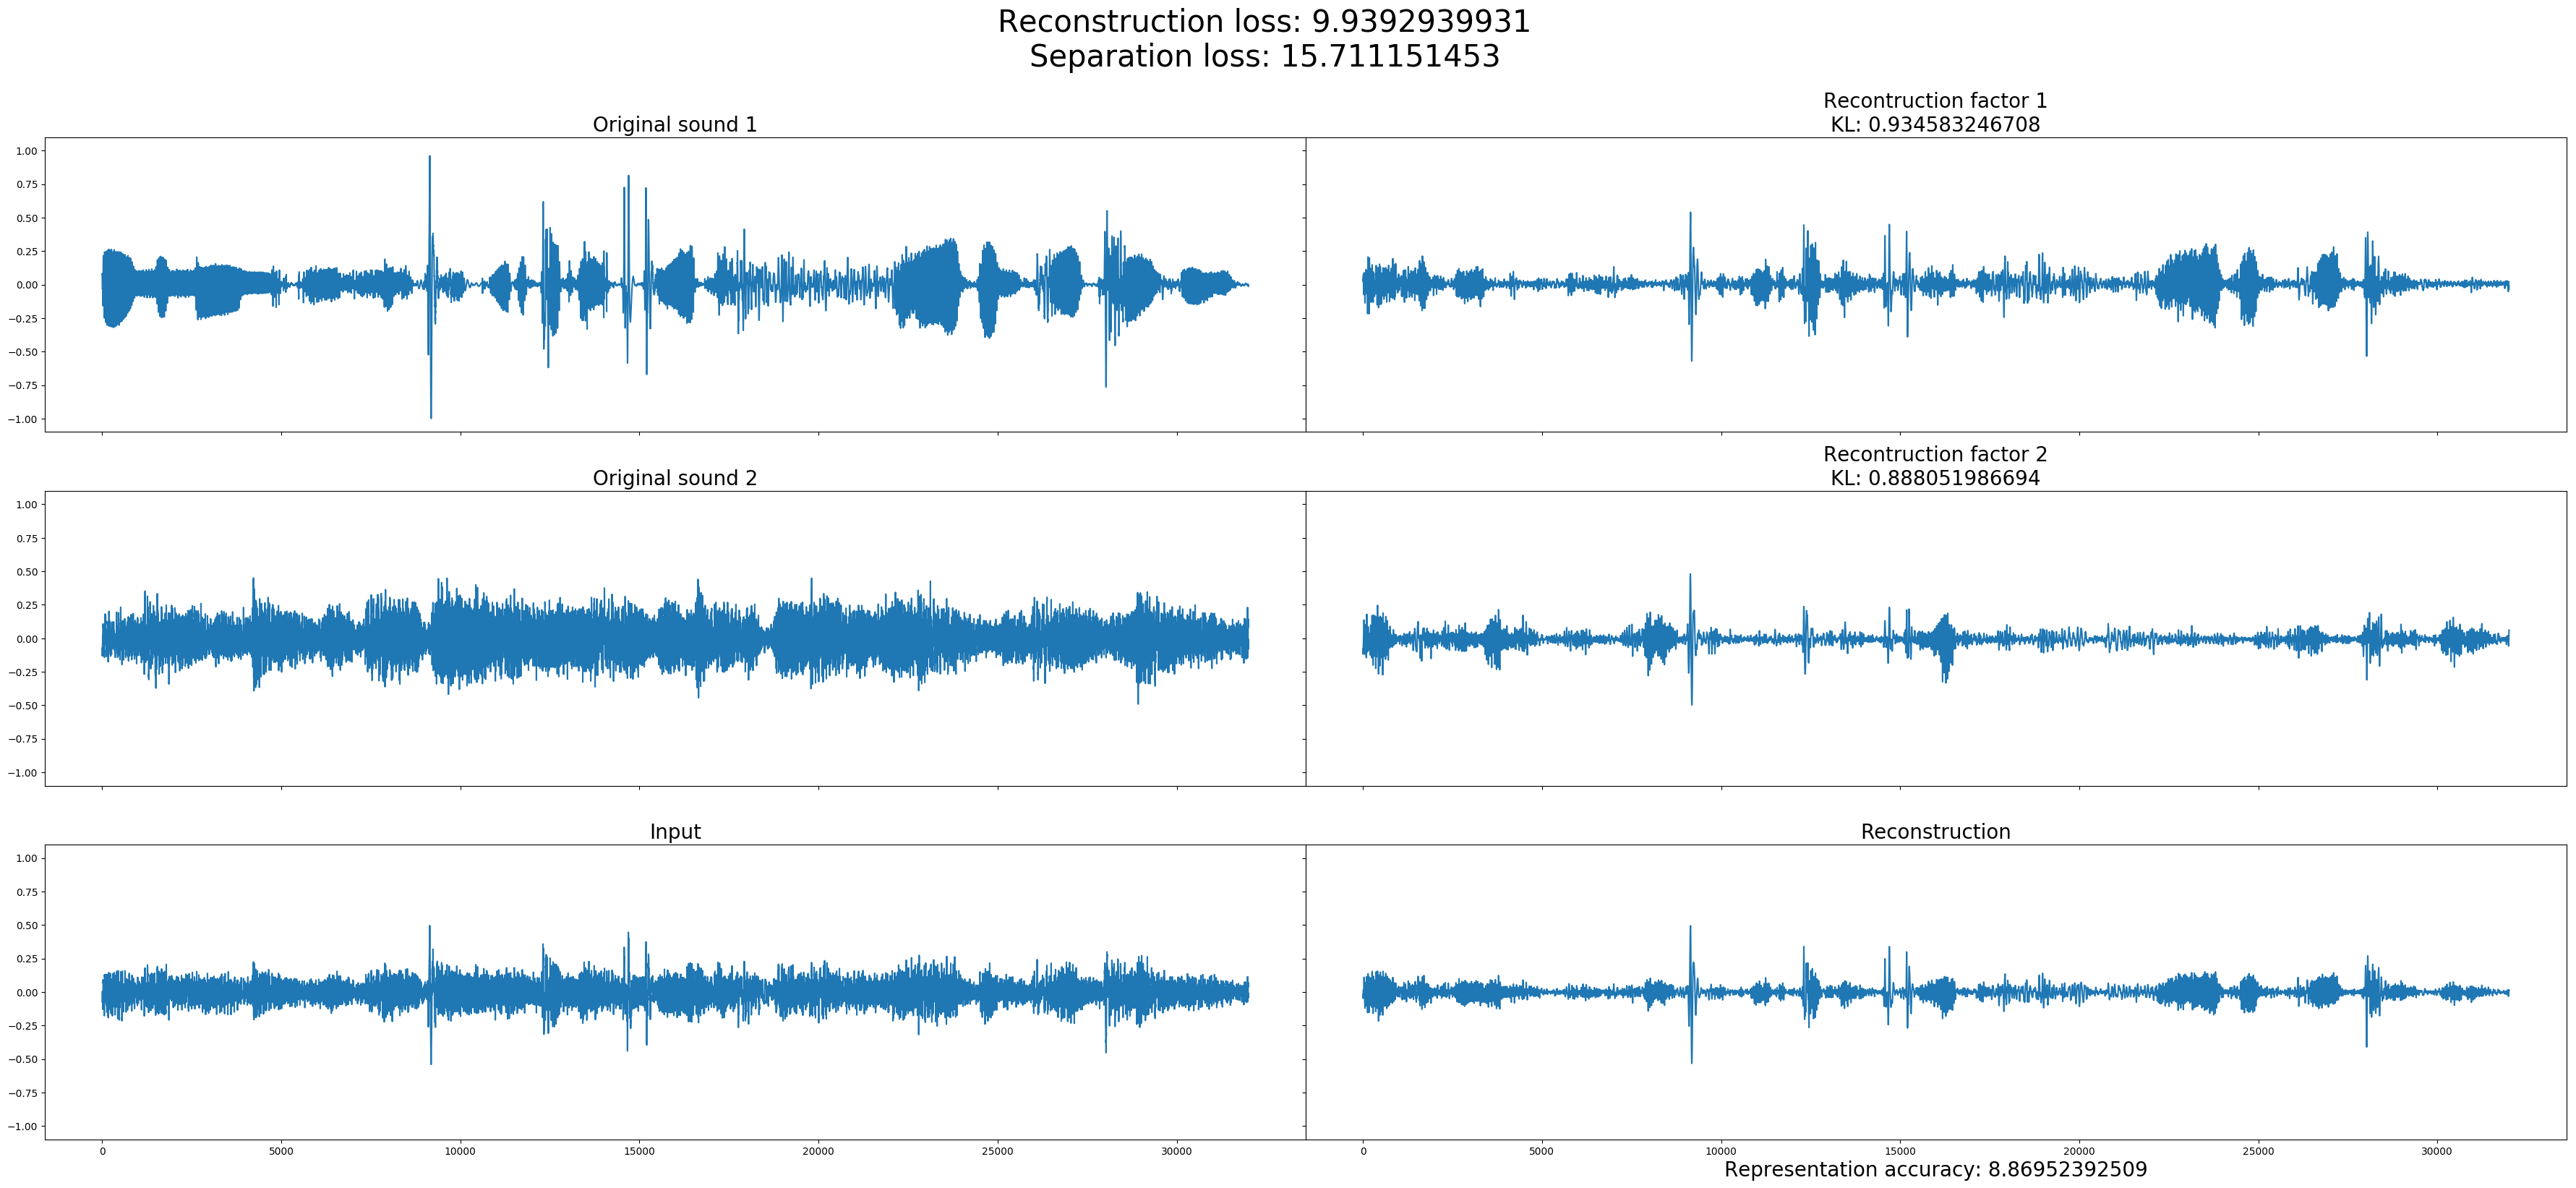 Reconstruction loss: 9.9392939931
Separation loss: 15.711151453
Original sound 1
Recontruction factor 1
KL: 0.934583246708
1.00
0.75
0.50
0.25
0.00
−0.25
−0.50
−0.75
−1.00
Original sound 2
Recontruction factor 2
KL: 0.888051986694
1.00
0.75
0.50
0.25
0.00
−0.25
−0.50
−0.75
−1.00
Input
Reconstruction
1.00
0.75
0.50
0.25
0.00
−0.25
−0.50
−0.75
−1.00
0 5000 10000 15000 20000 25000 30000
0 5000 10000 15000 20000 25000 30000
Representation accuracy: 8.86952392509